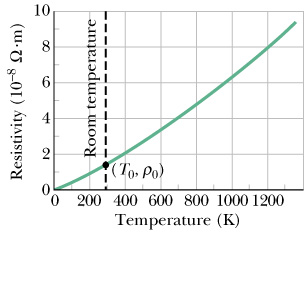 Resistivity (10⁻⁸ Ω·m)
10
8
6
4
2
0
Room temperature
(T₀, ρ₀)
0 200 400 600 800 1000 1200
Temperature (K)